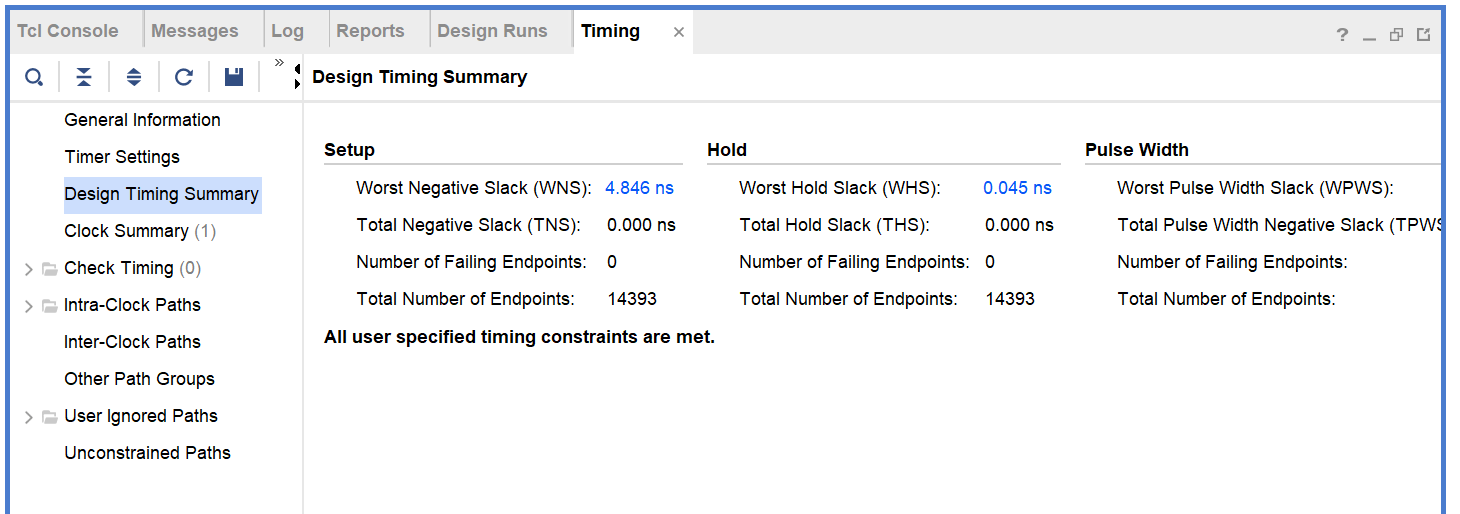 Tcl Console Messages Log Reports Design Runs Timing × ?
» Design Timing Summary
General Information
Timer Settings
Design Timing Summary
Clock Summary (1)
Check Timing (0)
Intra-Clock Paths
Inter-Clock Paths
Other Path Groups
User Ignored Paths
Unconstrained Paths
Setup
Worst Negative Slack (WNS): 4.846 ns
Total Negative Slack (TNS): 0.000 ns
Number of Failing Endpoints: 0
Total Number of Endpoints: 14393
Hold
Worst Hold Slack (WHS): 0.045 ns
Total Hold Slack (THS): 0.000 ns
Number of Failing Endpoints: 0
Total Number of Endpoints: 14393
Pulse Width
Worst Pulse Width Slack (WPWS):
Total Pulse Width Negative Slack (TPWS
Number of Failing Endpoints:
Total Number of Endpoints:
All user specified timing constraints are met.